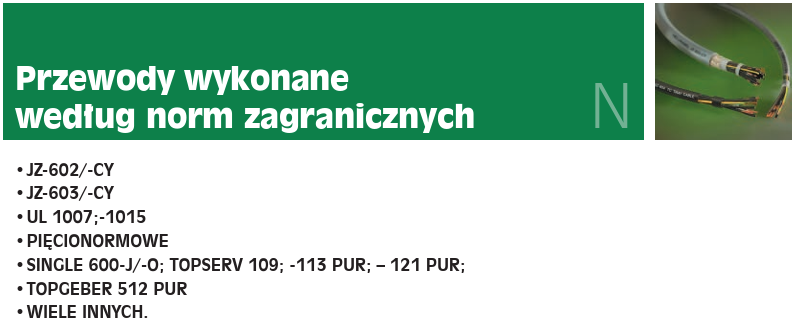 Przewody wykonane
według norm zagranicznych
N
• JZ-602/-CY
• JZ-603/-CY
• UL 1007;-1015
• PIĘCIONORMOWE
• SINGLE 600-J/-O; TOPSERV 109; -113 PUR; – 121 PUR;
• TOPGEBER 512 PUR
• WIELE INNYCH.